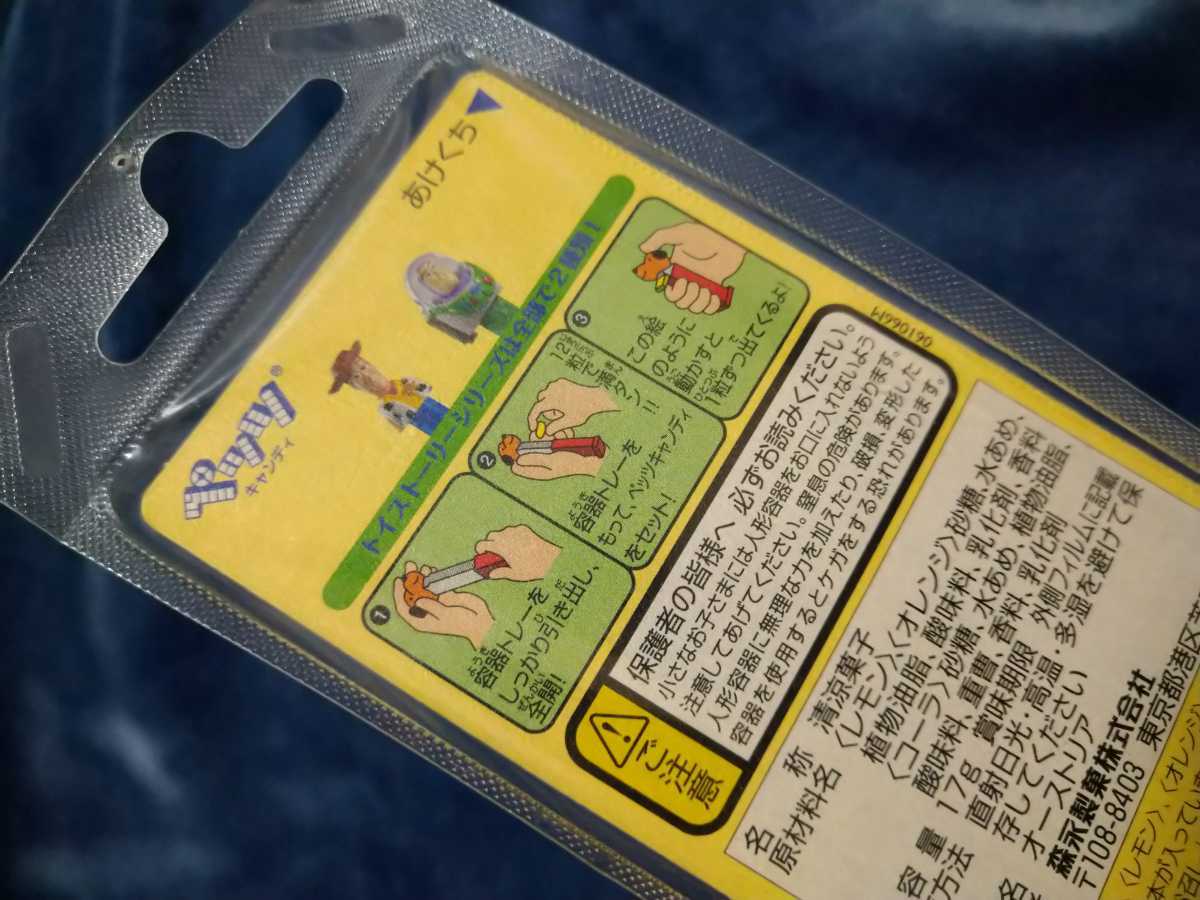 あけくち
ペッツ®
キャンディ
トイストーリーシリーズは全部で2種類！
1
容器トレーを
しっかり引き出し、
全開！
2
12粒で満タン!!
容器トレーを
もって、ペッツキャンディ
をセット！
3
この絵
のように
動かすと
1粒ずつ出てくるよ！
061066M
ご注意
保護者の皆様へ 必ずお読みください。
小さなお子さまには人形容器をお口に入れないよう
注意してあげてください。窒息の危険があります。
人形容器に無理な力を加えたり、破損、変形した
容器を使用するとケガをする恐れがあります。
名 称 清涼菓子
原材料名 〈レモン〉〈オレンジ〉砂糖、水あめ、
植物油脂、酸味料、乳化剤、香料
〈コーラ〉砂糖、水あめ、植物油脂、
酸味料、重曹、香料、乳化剤
容 量 17g 賞味期限 外側フィルムに記載
方法 直射日光・高温・多湿を避けて保
存してください
名 オーストリア
森永製菓株式会社
〒108-8403 東京都港区
〈レモン〉、〈オレンジ
本が入ってい